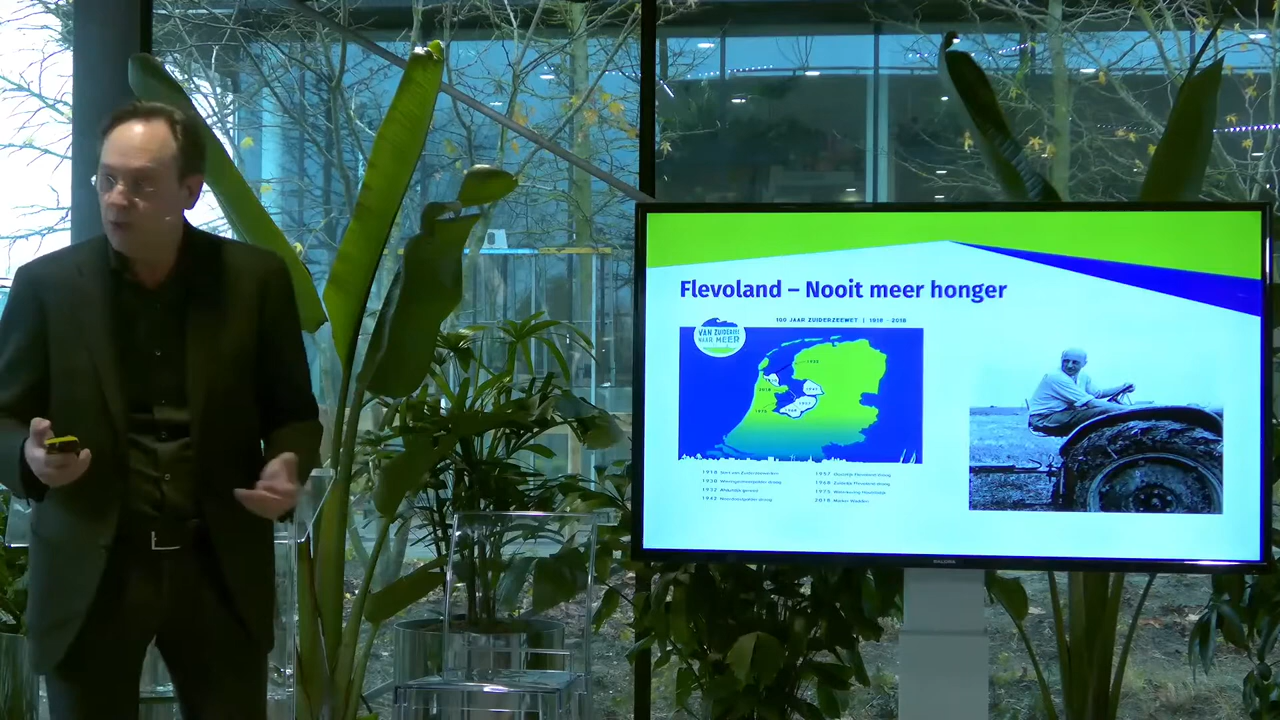 Flevoland – Nooit meer honger
100 JAAR ZUIDERZEEWET | 1918 - 2018
VAN ZUIDERZEE
NAAR MEER
1918 Start van Zuiderzeewerken
1930 Wieringermeerpolder droog
1932 Afsluitdijk gereed
1942 Noordoostpolder droog
1957 Oostelijk Flevoland droog
1968 Zuidelijk Flevoland droog
1975
2018 Marker Wadden